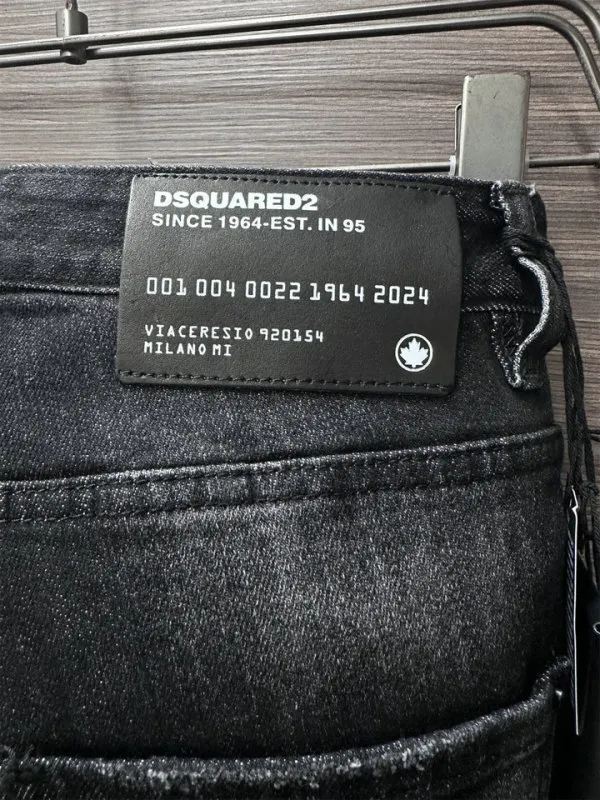 DSQUARED2
SINCE 1964-EST. IN 95
001 004 0022 1964 2024
VIACERESIO 920154
MILANO MI